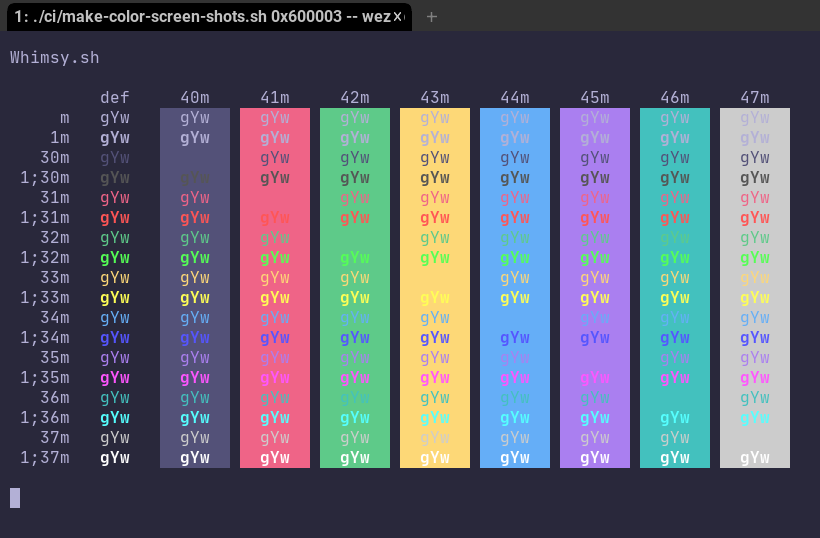 1: ./ci/make-color-screen-shots.sh 0x600003 -- wez× +
Whimsy.sh
def 40m 41m 42m 43m 44m 45m 46m 47m
m gYw gYw gYw gYw gYw gYw gYw gYw gYw
1m gYw gYw gYw gYw gYw gYw gYw gYw gYw
30m gYw gYw gYw gYw gYw gYw gYw gYw
1;30m gYw gYw gYw gYw gYw gYw gYw gYw gYw
31m gYw gYw gYw gYw gYw gYw gYw gYw
1;31m gYw gYw gYw gYw gYw gYw gYw gYw gYw
32m gYw gYw gYw gYw gYw gYw gYw gYw
1;32m gYw gYw gYw gYw gYw gYw gYw gYw gYw
33m gYw gYw gYw gYw gYw gYw gYw gYw
1;33m gYw gYw gYw gYw gYw gYw gYw gYw gYw
34m gYw gYw gYw gYw gYw gYw gYw gYw
1;34m gYw gYw gYw gYw gYw gYw gYw gYw gYw
35m gYw gYw gYw gYw gYw gYw gYw gYw
1;35m gYw gYw gYw gYw gYw gYw gYw gYw gYw
36m gYw gYw gYw gYw gYw gYw gYw gYw
1;36m gYw gYw gYw gYw gYw gYw gYw gYw gYw
37m gYw gYw gYw gYw gYw gYw gYw gYw
1;37m gYw gYw gYw gYw gYw gYw gYw gYw gYw